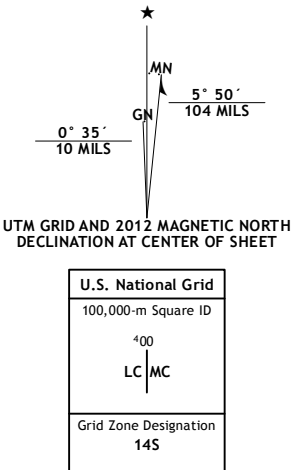 ★
MN
GN
5° 50´
104 MILS
0° 35´
10 MILS
UTM GRID AND 2012 MAGNETIC NORTH
DECLINATION AT CENTER OF SHEET
U.S. National Grid
100,000-m Square ID
⁴00
LC MC
Grid Zone Designation
14S